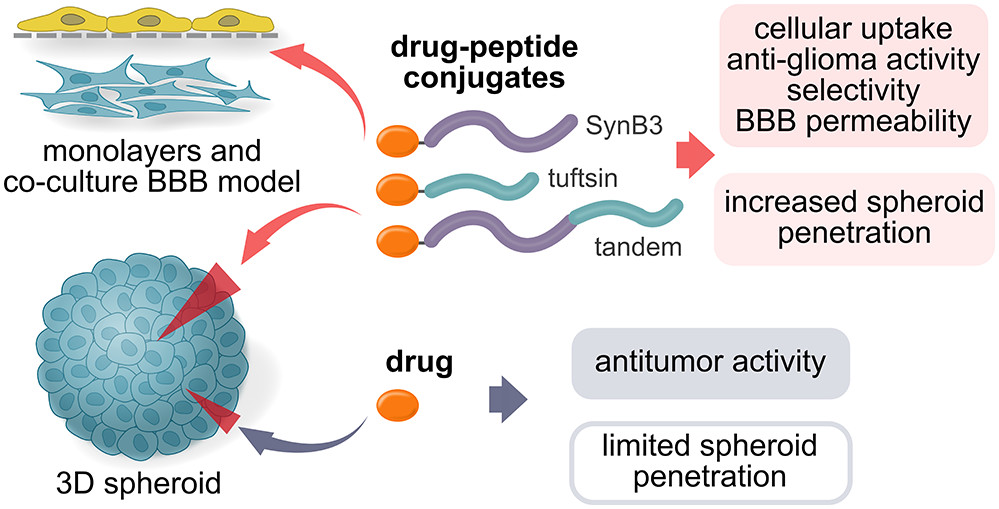 monolayers and
co-culture BBB model
drug-peptide
conjugates
SynB3
tuftsin
tandem
cellular uptake
anti-glioma activity
selectivity
BBB permeability
increased spheroid
penetration
3D spheroid
drug
antitumor activity
limited spheroid
penetration